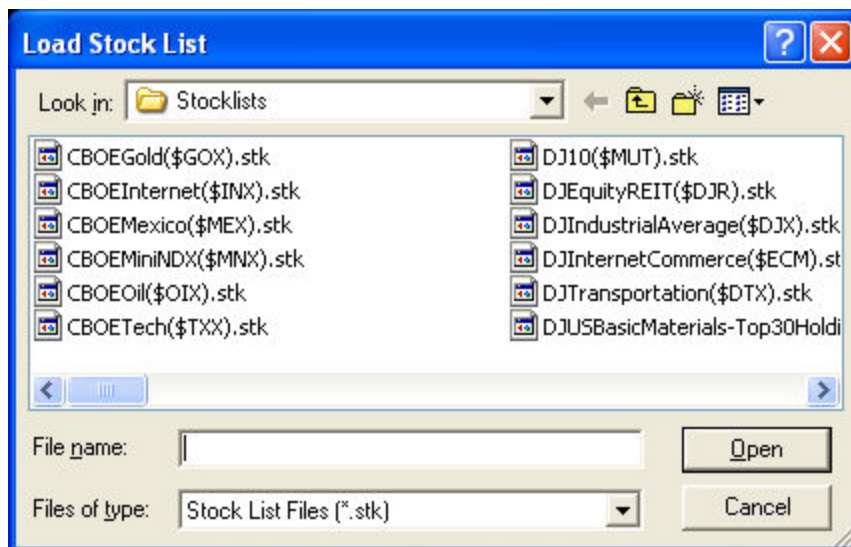 Load Stock List
Look in: Stocklists
CBOEGold($GOX).stk
CBOEInternet($INX).stk
CBOEMexico($MEX).stk
CBOEMiniNDX($MNX).stk
CBOEOil($OIX).stk
CBOETech($TXX).stk
DJ10($MUT).stk
DJEquityREIT($DJR).stk
DJIndustrialAverage($DJX).stk
DJInternetCommerce($ECM).st
DJTransportation($DTX).stk
DJUSBasicMaterials-Top30Holdi
File name:
Open
Files of type: Stock List Files (*.stk)
Cancel